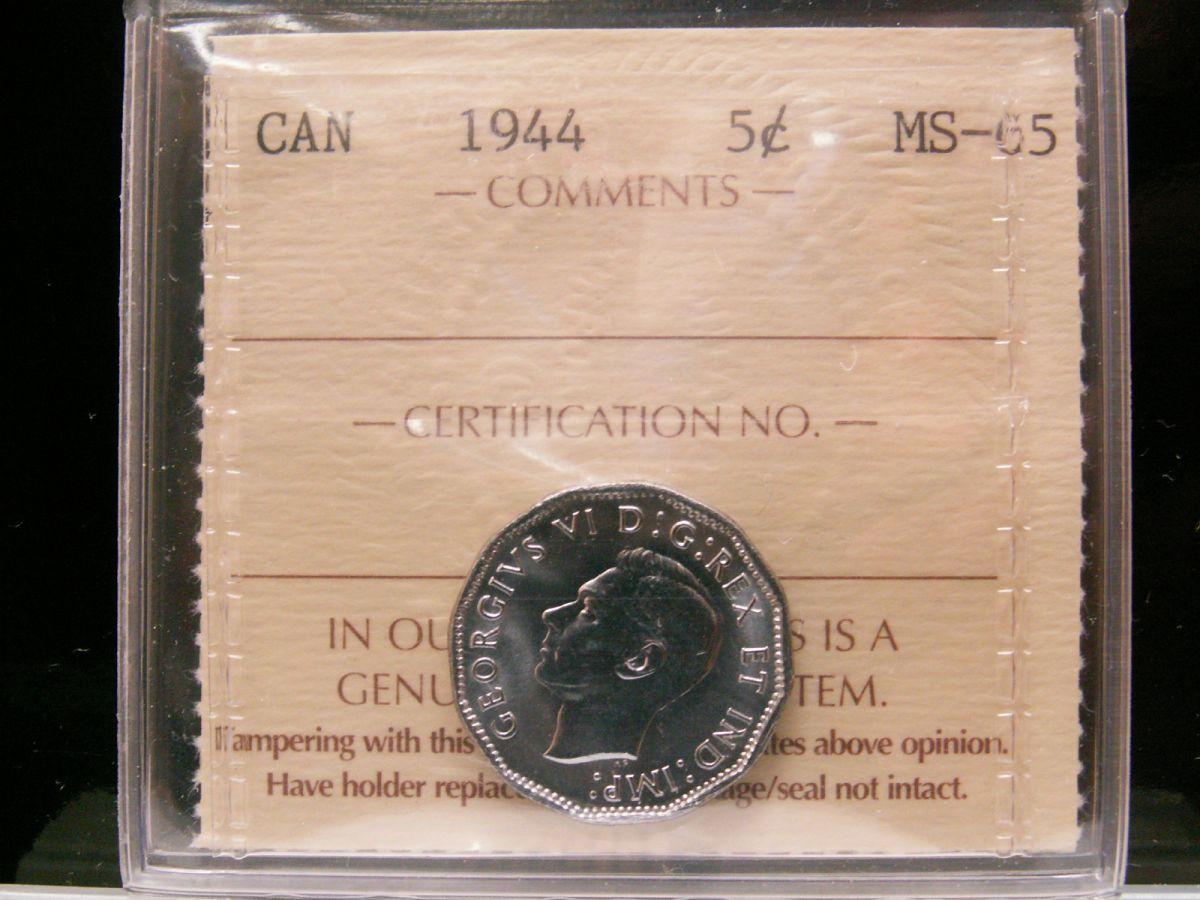 CAN 1944 5¢ MS-65
— COMMENTS —
— CERTIFICATION NO. —
IN OU S IS A
GENU TEM.
Tampering with this tes above opinion.
Have holder replac ge/seal not intact.
GEORGIVS VI D:G:REX ET IND:IMP: